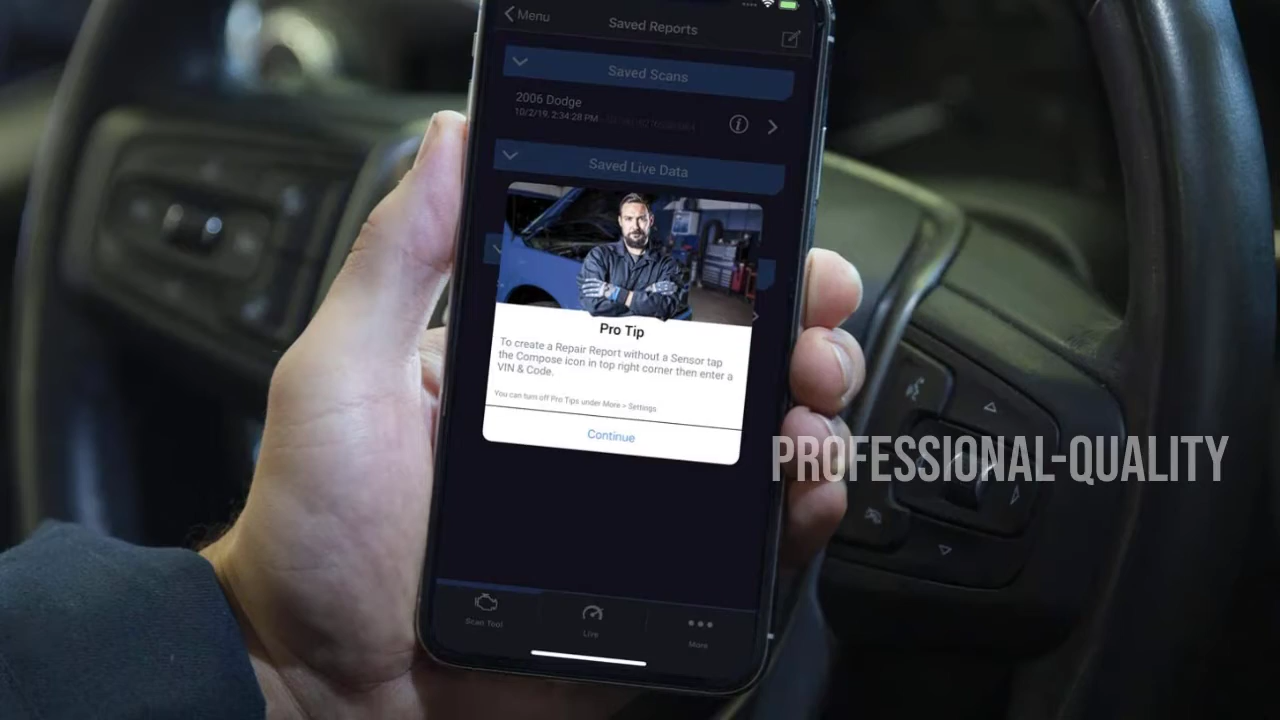 Menu
Saved Reports
Saved Scans
2006 Dodge
10/2/19, 2:34:28 PM
Saved Live Data
Pro Tip
To create a Repair Report without a Sensor tap
the Compose icon in top right corner then enter a
VIN & Code.
You can turn off Pro Tips under More > Settings
Continue
PROFESSIONAL-QUALITY
Scan Tool
Live
More